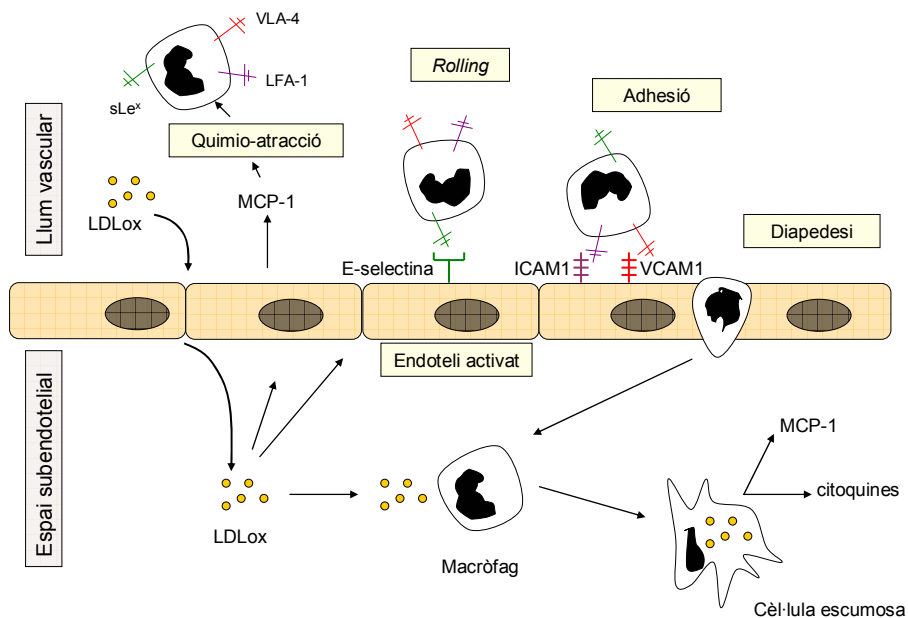 VLA-4
LFA-1
sLeˣ
Rolling
Adhesió
Quimio-atracció
Llum vascular
LDLox
MCP-1
Diapedesi
E-selectina
ICAM1
VCAM1
Endoteli activat
Espai subendotelial
MCP-1
citoquines
LDLox
Macròfag
Cèl·lula escumosa